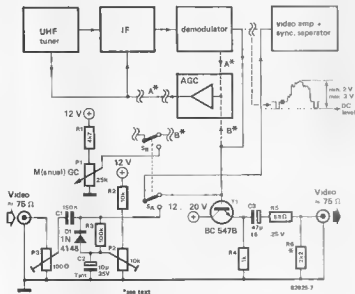 UHF
tuner
IF
demodulator
video amp +
sync. seperator
A*
A*
AGC
B*
min. 2 V
max. 3 V
DC
level
12 V
R1
4k7
M(anual) GC
P1
25k
B*
SB
12 V
R2
10k
SA
12 . . 20 V
T1
BC 547B
C3
47µ
16 . . . 25 V
R5
68Ω
Video
≈ 75 Ω
R4
1k
R6
2k2
Video
≈ 75 Ω
C1
150n
D1
1N
4148
R3
100k
P3
100Ω
C2
10µ
35V
P2
10k
*see text
82025-7